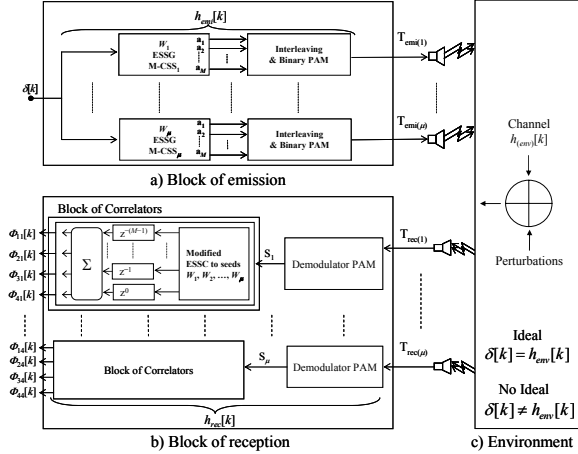 h_emi[k]
W_1
ESSG
M-CSS_1
a_1
a_2
a_M
Interleaving
& Binary PAM
T_emi(1)
δ[k]
W_μ
ESSG
M-CSS_μ
a_1
a_2
a_M
Interleaving
& Binary PAM
T_emi(μ)
a) Block of emission
Channel
h_(env)[k]
Perturbations
Block of Correlators
Φ_11[k]
Φ_21[k]
Φ_31[k]
Φ_41[k]
Σ
z^-(M-1)
z^-1
z^0
Modified
ESSC to seeds
W_1, W_2, ..., W_μ
S_1
Demodulator PAM
T_rec(1)
Φ_14[k]
Φ_24[k]
Φ_34[k]
Φ_44[k]
Block of Correlators
S_μ
Demodulator PAM
T_rec(μ)
h_rec[k]
b) Block of reception
Ideal
δ[k] = h_env[k]
No Ideal
δ[k] ≠ h_env[k]
c) Environment